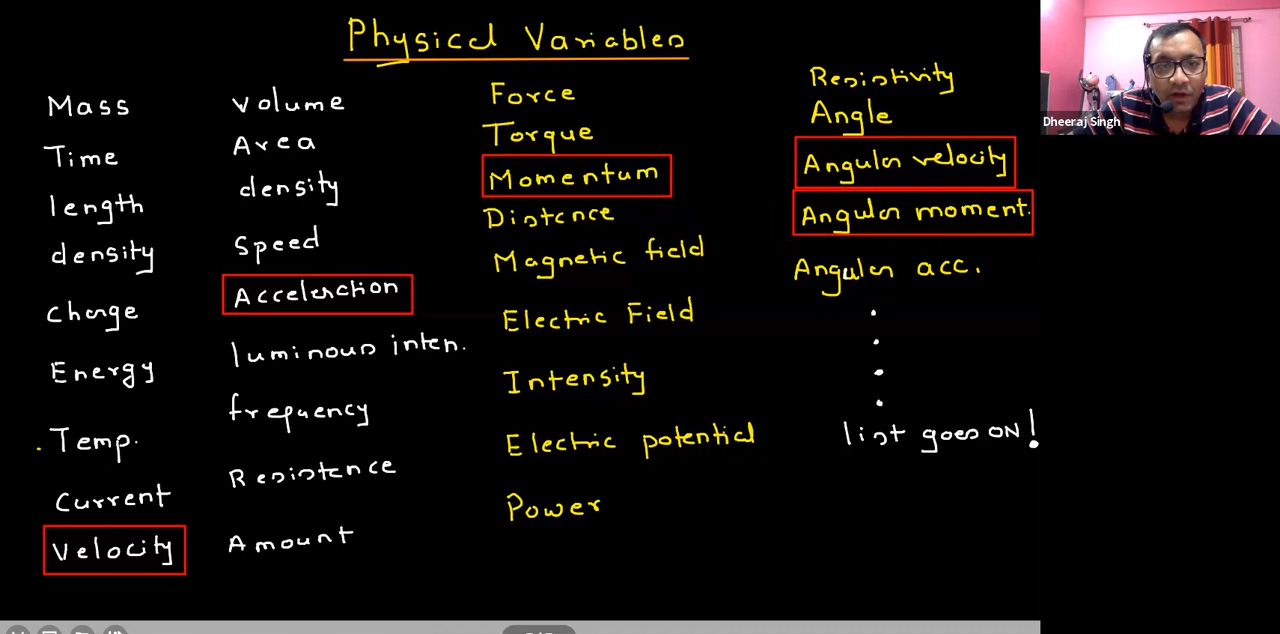 Physical Variables
Mass
Time
length
density
Charge
Energy
Temp.
Current
Velocity
Volume
Area
density
Speed
Acceleraction
luminous inten.
frequency
Resistence
Amount
Force
Torque
Momentum
Distance
Magnetic field
Electric Field
Intensity
Electric potential
Power
Resistivity
Angle
Angular velocity
Angular moment.
Angular acc.
list goes ON!
Dheeraj Singh